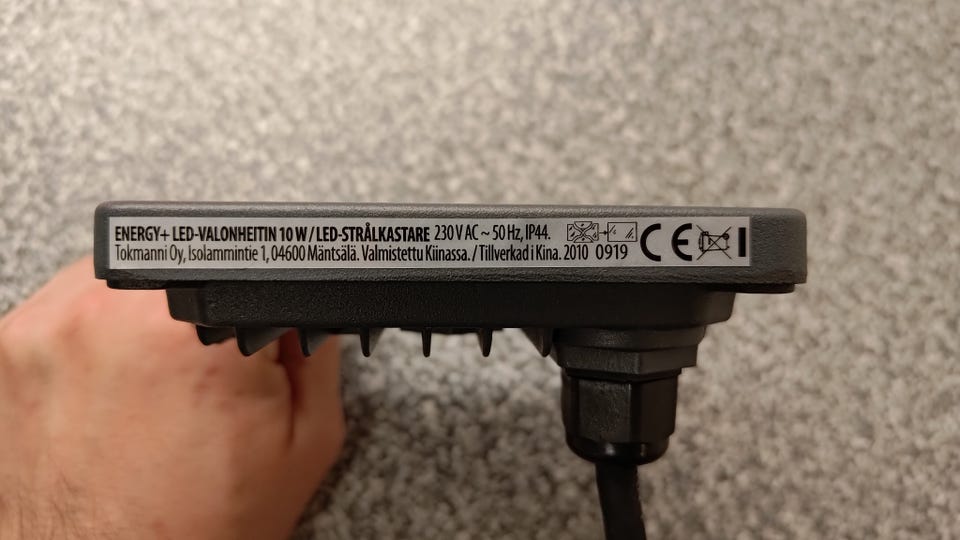 ENERGY+ LED-VALONHEITIN 10 W / LED-STRÅLKASTARE 230 V AC ~ 50 Hz, IP44. CE
Tokmanni Oy, Isolammintie 1, 04600 Mäntsälä. Valmistettu Kiinassa. / Tillverkad i Kina. 2010 0919